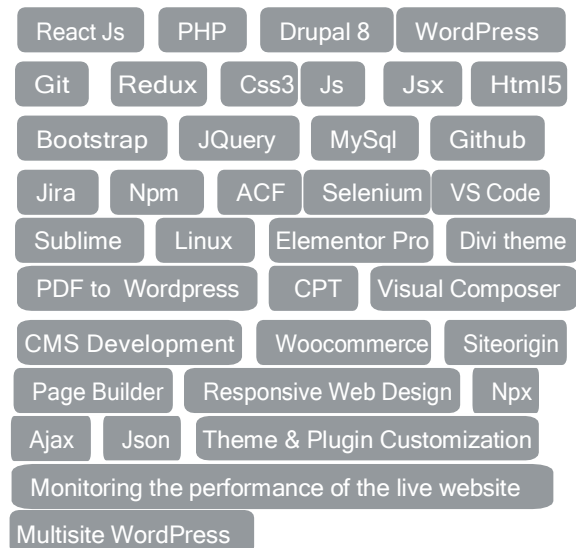 React Js PHP Drupal 8 WordPress
Git Redux Css3 Js Jsx Html5
Bootstrap JQuery MySql Github
Jira Npm ACF Selenium VS Code
Sublime Linux Elementor Pro Divi theme
PDF to Wordpress CPT Visual Composer
CMS Development Woocommerce Siteorigin
Page Builder Responsive Web Design Npx
Ajax Json Theme & Plugin Customization
Monitoring the performance of the live website
Multisite WordPress